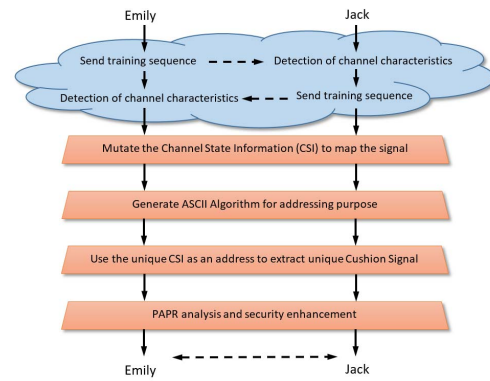 Emily
Jack
Send training sequence
Detection of channel characteristics
Detection of channel characteristics
Send training sequence
Mutate the Channel State Information (CSI) to map the signal
Generate ASCII Algorithm for addressing purpose
Use the unique CSI as an address to extract unique Cushion Signal
PAPR analysis and security enhancement
Emily
Jack